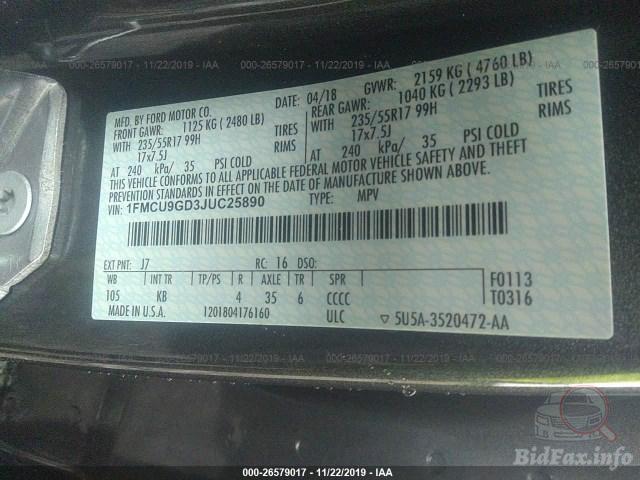 000-26579017 - 11/22/2019 - IAA
MFD. BY FORD MOTOR CO.
DATE: 04/18
GVWR: 2159 KG ( 4760 LB)
FRONT GAWR: 1125 KG ( 2480 LB)
REAR GAWR: 1040 KG ( 2293 LB)
WITH 235/55R17 99H TIRES
WITH 235/55R17 99H TIRES
17x7.5J RIMS
17x7.5J RIMS
AT 240 kPa/ 35 PSI COLD
AT 240 kPa/ 35 PSI COLD
THIS VEHICLE CONFORMS TO ALL APPLICABLE FEDERAL MOTOR VEHICLE SAFETY AND THEFT
PREVENTION STANDARDS IN EFFECT ON THE DATE OF MANUFACTURE SHOWN ABOVE.
VIN: 1FMCU9GD3JUC25890
TYPE: MPV
EXT PNT: J7 RC: 16 DSO:
WB INT TR TP/PS R AXLE TR SPR
F0113
105 KB 4 35 6 CCCC
T0316
MADE IN U.S.A. 1201804176160 ULC
▽ 5U5A-3520472-AA
BidFax.info
000-26579017 - 11/22/2019 - IAA